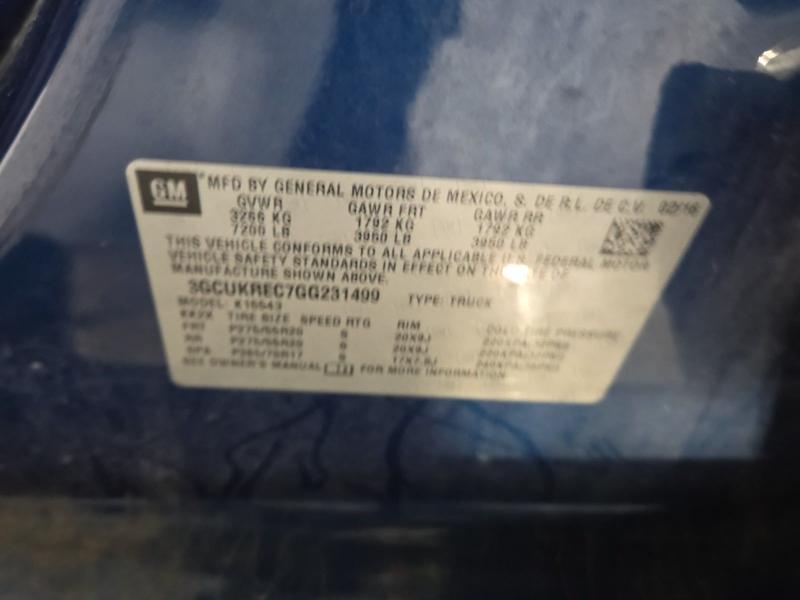 GM MFD BY GENERAL MOTORS DE MEXICO, S. DE R.L. DE C.V. 02/16
GVWR GAWR FRT GAWR RR
3266 KG 1792 KG 1792 KG
7200 LB 3950 LB 3950 LB
THIS VEHICLE CONFORMS TO ALL APPLICABLE U.S. FEDERAL MOTOR
VEHICLE SAFETY STANDARDS IN EFFECT ON THE DATE OF
MANUFACTURE SHOWN ABOVE.
3GCUKREC7GG231499 TYPE: TRUCK
MODEL: K15543
TIRE SIZE SPEED RTG RIM COLD TIRE PRESSURE
FRT P275/55R20 S 20X9J
RR P275/55R20 S 20X9J
SPA P265/70R17 S
SEE OWNER'S MANUAL FOR MORE INFORMATION